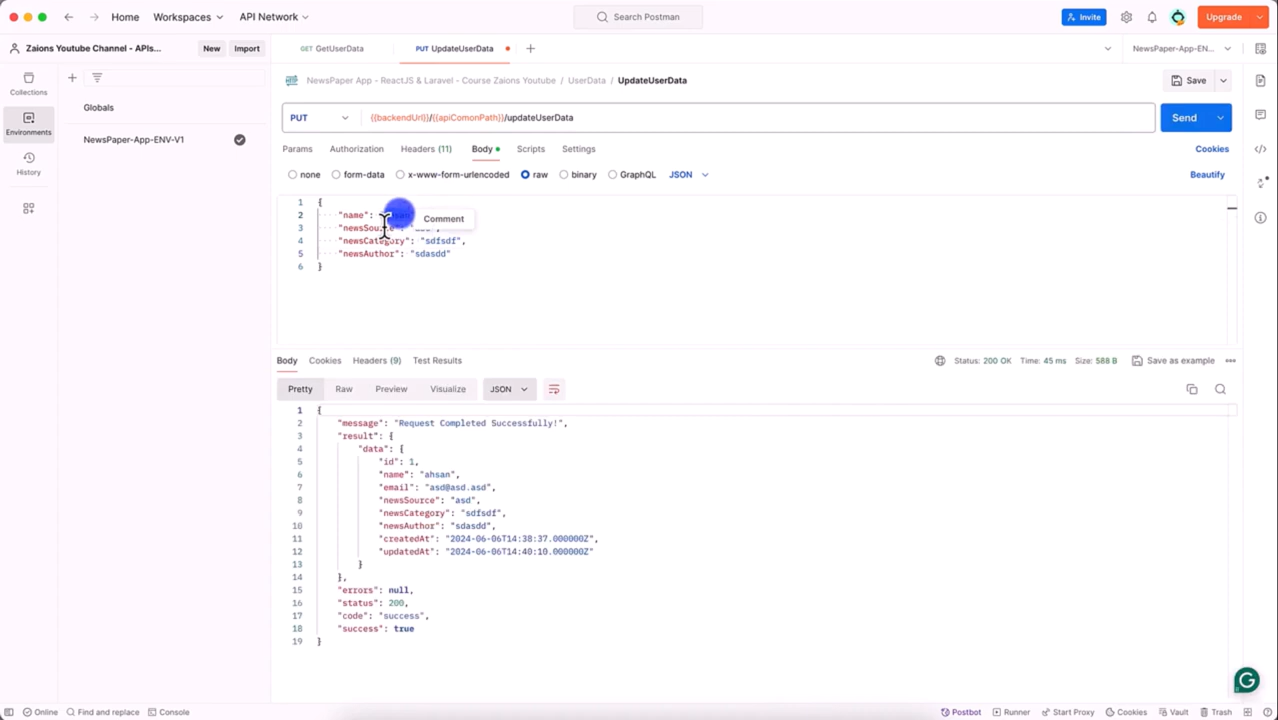 Home Workspaces API Network Search Postman Invite Upgrade
Zaions Youtube Channel - APIs... New Import GET GetUserData PUT UpdateUserData NewsPaper-App-EN...
Collections
Environments
History
Globals
NewsPaper-App-ENV-V1
NewsPaper App - ReactJS & Laravel - Course Zaions Youtube / UserData / UpdateUserData Save
PUT {{backendUrl}}/{{apiComonPath}}/updateUserData Send
Params Authorization Headers (11) Body Scripts Settings Cookies
none form-data x-www-form-urlencoded raw binary GraphQL JSON Beautify
1 {
2 "name":
Comment
3 "newsSource":
4 "newsCategory": "sdfsdf",
5 "newsAuthor": "sdasdd"
6 }
Body Cookies Headers (9) Test Results Status: 200 OK Time: 45 ms Size: 588 B Save as example
Pretty Raw Preview Visualize JSON
1 {
2 "message": "Request Completed Successfully!",
3 "result": {
4 "data": {
5 "id": 1,
6 "name": "ahsan",
7 "email": "asd@asd.asd",
8 "newsSource": "asd",
9 "newsCategory": "sdfsdf",
10 "newsAuthor": "sdasdd",
11 "createdAt": "2024-06-06T14:38:37.000000Z",
12 "updatedAt": "2024-06-06T14:40:10.000000Z"
13 }
14 },
15 "errors": null,
16 "status": 200,
17 "code": "success",
18 "success": true
19 }
Online Find and replace Console Postbot Runner Start Proxy Cookies Vault Trash